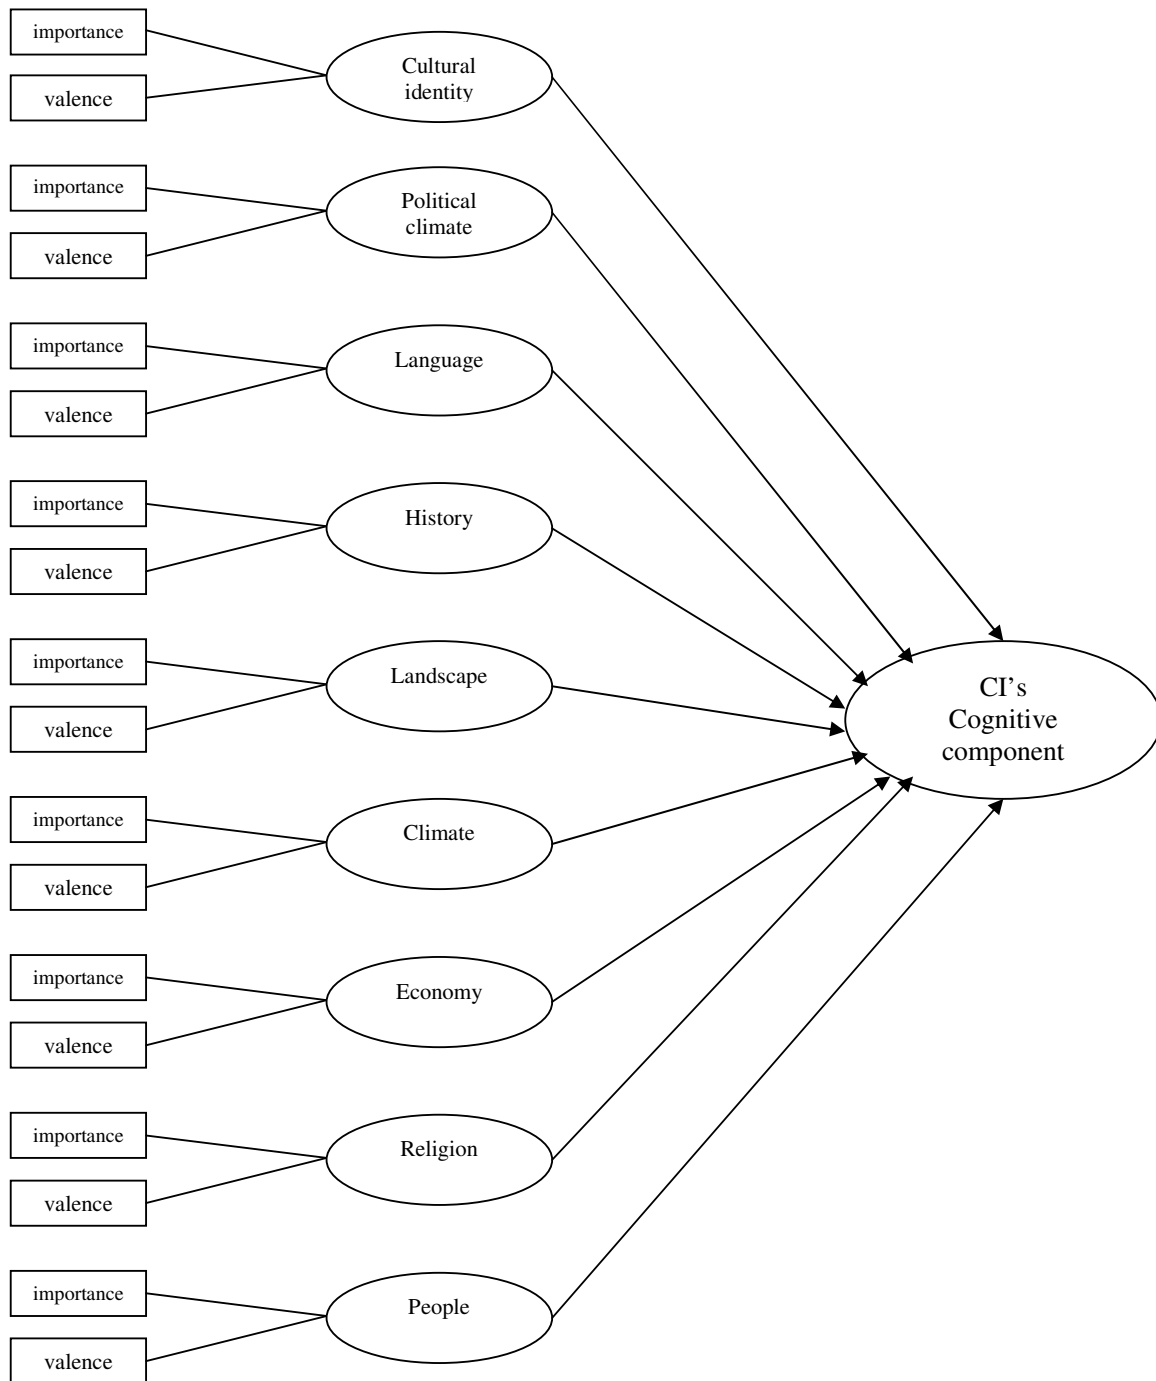 importance
valence
Cultural
identity
importance
valence
Political
climate
importance
valence
Language
importance
valence
History
importance
valence
Landscape
importance
valence
Climate
importance
valence
Economy
importance
valence
Religion
importance
valence
People
CI's
Cognitive
component